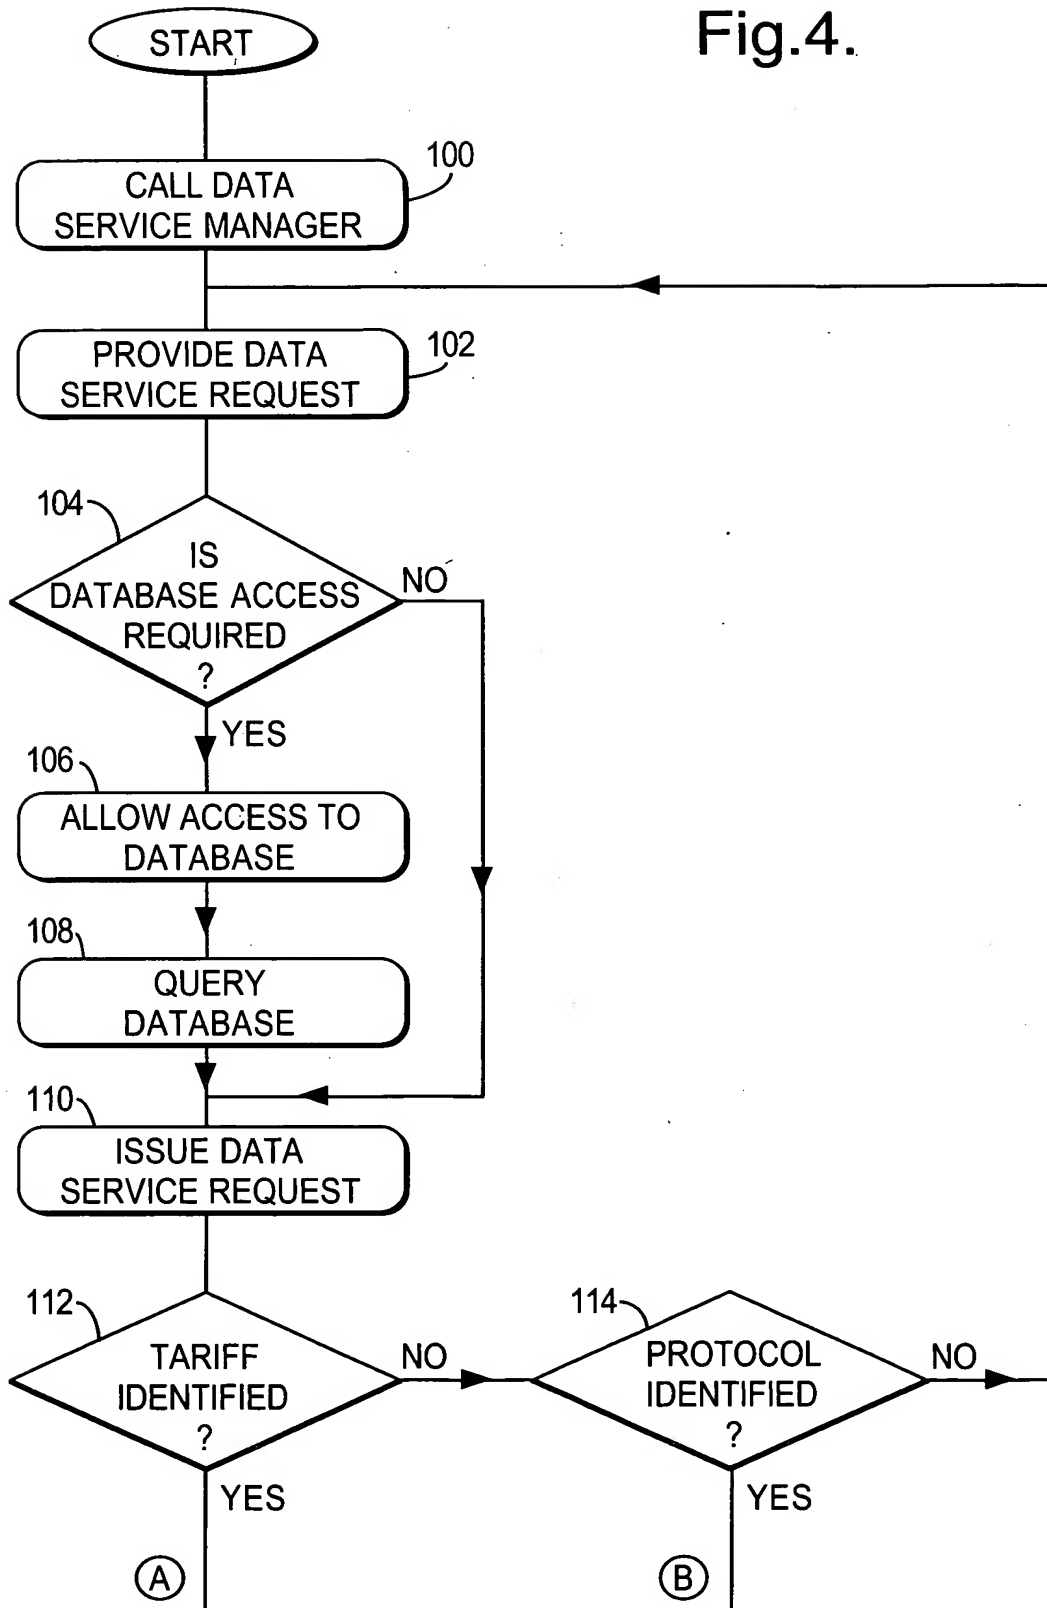 Fig.4.
START
100
CALL DATA
SERVICE MANAGER
102
PROVIDE DATA
SERVICE REQUEST
104
IS
DATABASE ACCESS
REQUIRED
?
NO
YES
106
ALLOW ACCESS TO
DATABASE
108
QUERY
DATABASE
110
ISSUE DATA
SERVICE REQUEST
112
TARIFF
IDENTIFIED
?
NO
YES
114
PROTOCOL
IDENTIFIED
?
NO
YES
A
B